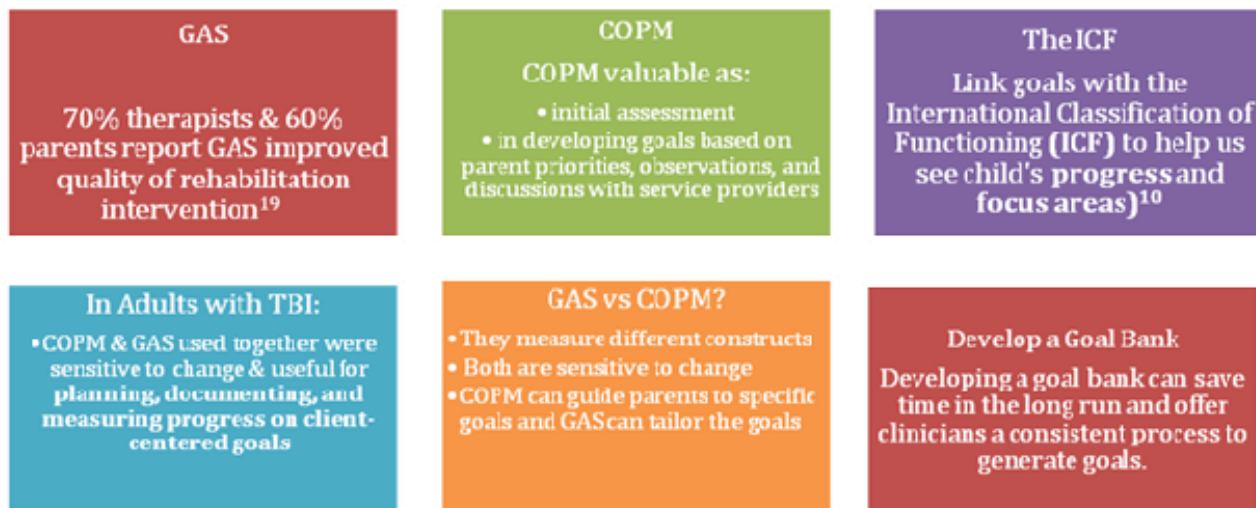 GAS
70% therapists & 60%
parents report GAS improved
quality of rehabilitation
intervention¹⁹
COPM
COPM valuable as:
• initial assessment
• in developing goals based on
parent priorities, observations, and
discussions with service providers
The ICF
Link goals with the
International Classification of
Functioning (ICF) to help us
see child's progress and
focus areas)¹⁰
In Adults with TBI:
• COPM & GAS used together were
sensitive to change & useful for
planning, documenting, and
measuring progress on client-
centered goals
GAS vs COPM?
• They measure different constructs
• Both are sensitive to change
• COPM can guide parents to specific
goals and GAS can tailor the goals
Develop a Goal Bank
Developing a goal bank can save
time in the long run and offer
clinicians a consistent process to
generate goals.